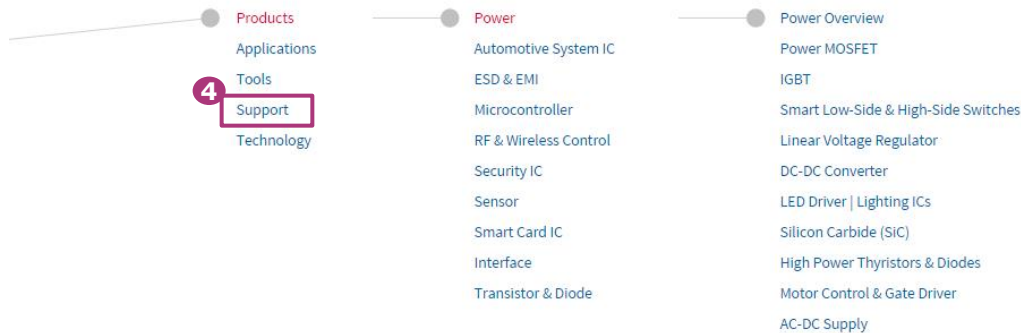 Products
Applications
Tools
4
Support
Technology
Power
Automotive System IC
ESD & EMI
Microcontroller
RF & Wireless Control
Security IC
Sensor
Smart Card IC
Interface
Transistor & Diode
Power Overview
Power MOSFET
IGBT
Smart Low-Side & High-Side Switches
Linear Voltage Regulator
DC-DC Converter
LED Driver | Lighting ICs
Silicon Carbide (SiC)
High Power Thyristors & Diodes
Motor Control & Gate Driver
AC-DC Supply